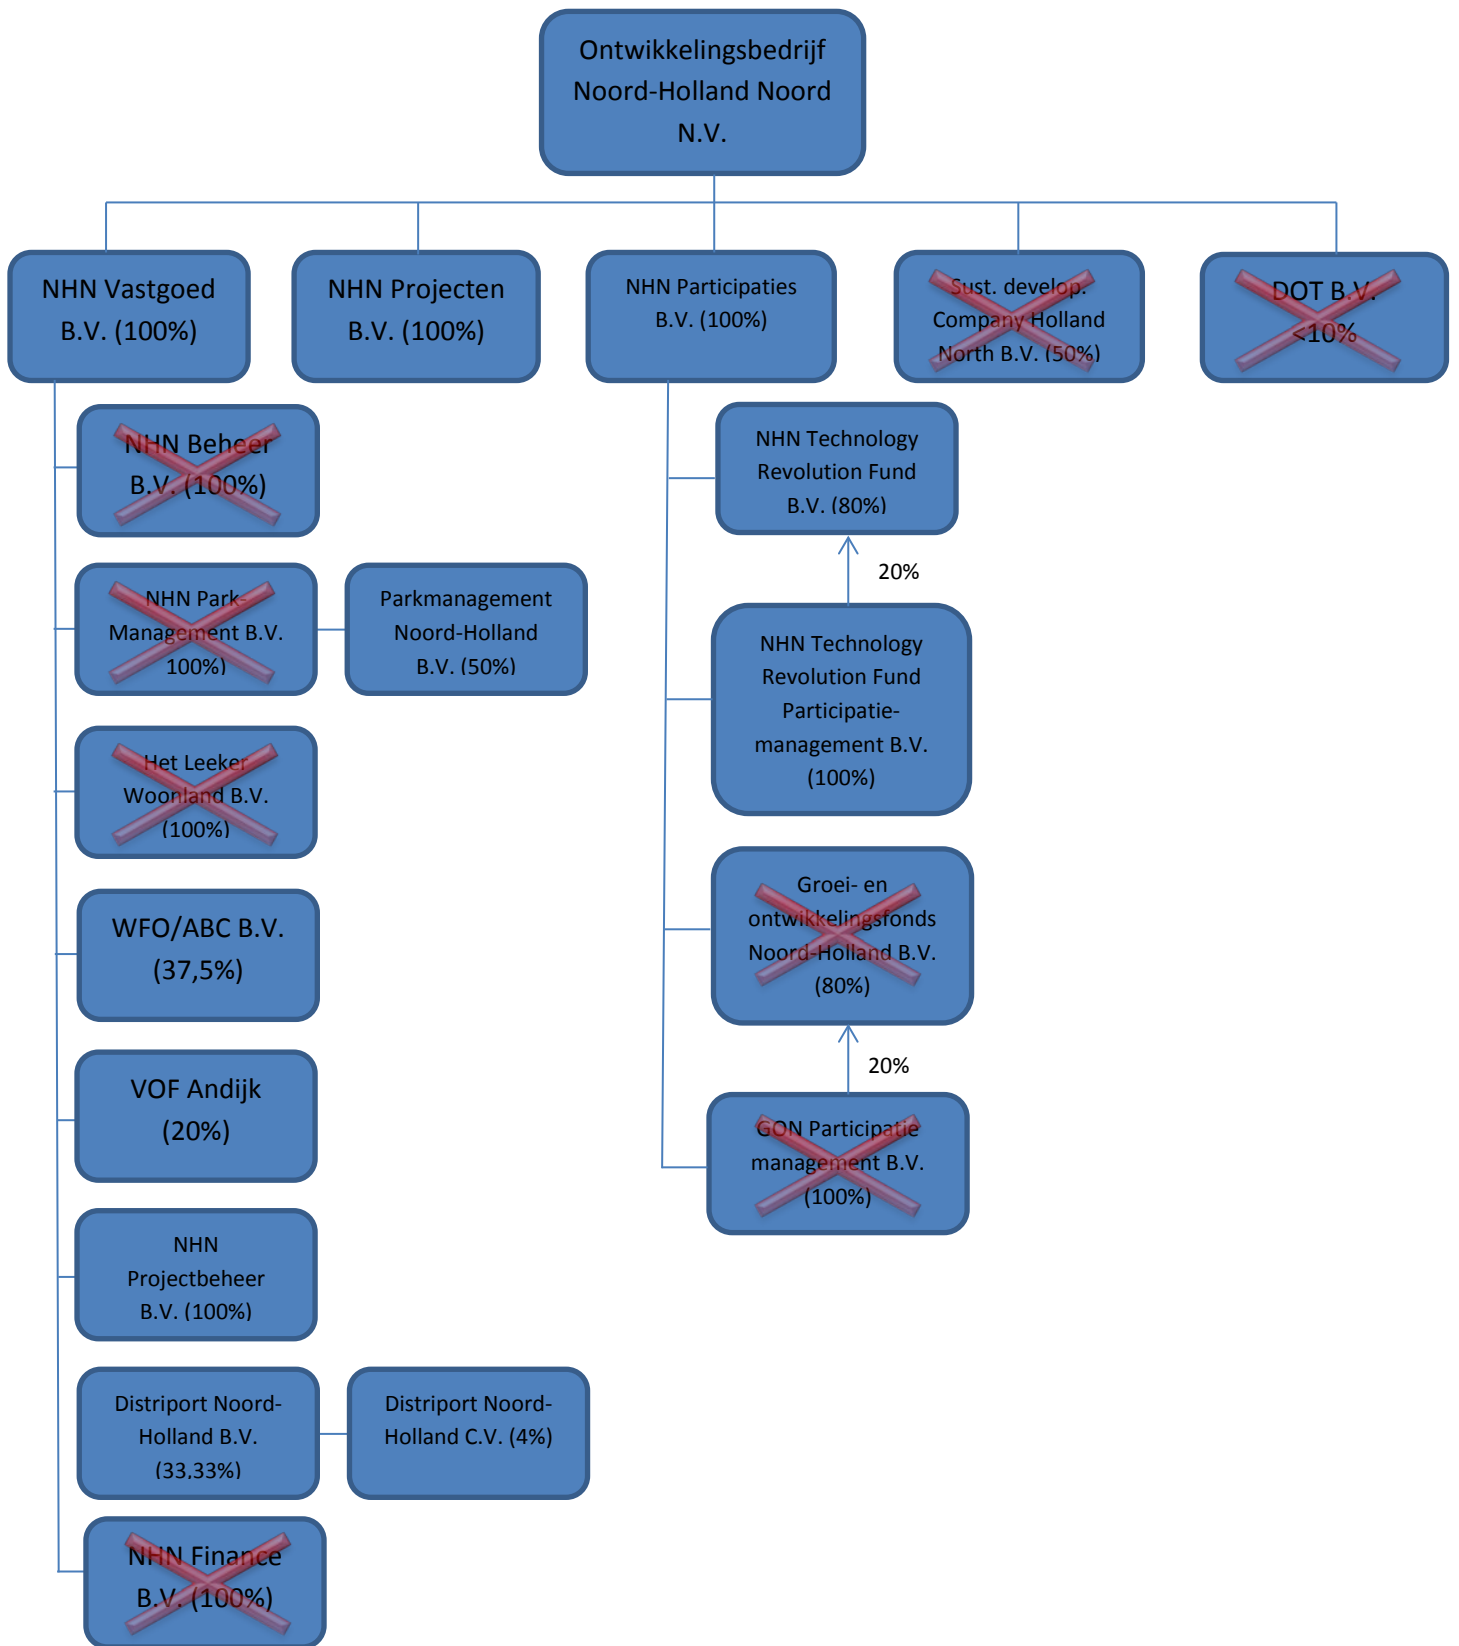 Ontwikkelingsbedrijf
Noord-Holland Noord
N.V.
NHN Vastgoed
B.V. (100%)
NHN Projecten
B.V. (100%)
NHN Participaties
B.V. (100%)
Sust. develop.
Company Holland
North B.V. (50%)
DOT B.V.
<10%
NHN Beheer
B.V. (100%)
NHN Park-
Management B.V.
100%)
Parkmanagement
Noord-Holland
B.V. (50%)
Het Leeker
Woonland B.V.
(100%)
WFO/ABC B.V.
(37,5%)
VOF Andijk
(20%)
NHN
Projectbeheer
B.V. (100%)
Distriport Noord-
Holland B.V.
(33,33%)
Distriport Noord-
Holland C.V. (4%)
NHN Finance
B.V. (100%)
NHN Technology
Revolution Fund
B.V. (80%)
20%
NHN Technology
Revolution Fund
Participatie-
management B.V.
(100%)
Groei- en
ontwikkelingsfonds
Noord-Holland B.V.
(80%)
20%
GON Participatie
management B.V.
(100%)